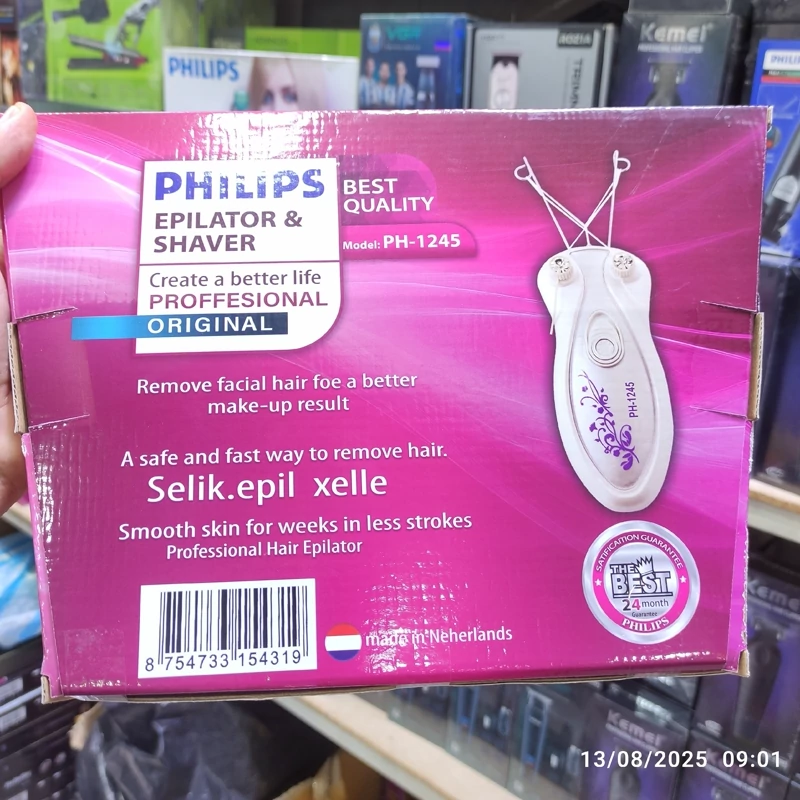 PHILIPS
VGR
Kemei
PHILIPS
EPILATOR &
SHAVER
BEST
QUALITY
Model: PH-1245
Create a better life
PROFFESIONAL
ORIGINAL
Remove facial hair foe a better
make-up result
A safe and fast way to remove hair.
Selik.epil xelle
Smooth skin for weeks in less strokes
Professional Hair Epilator
PH-1245
SATIFICAITION GUARANTEE
THE
BEST
24 month
Guarantee
PHILIPS
8 754733 154319
made in Neherlands
Kemei
13/08/2025 09:01